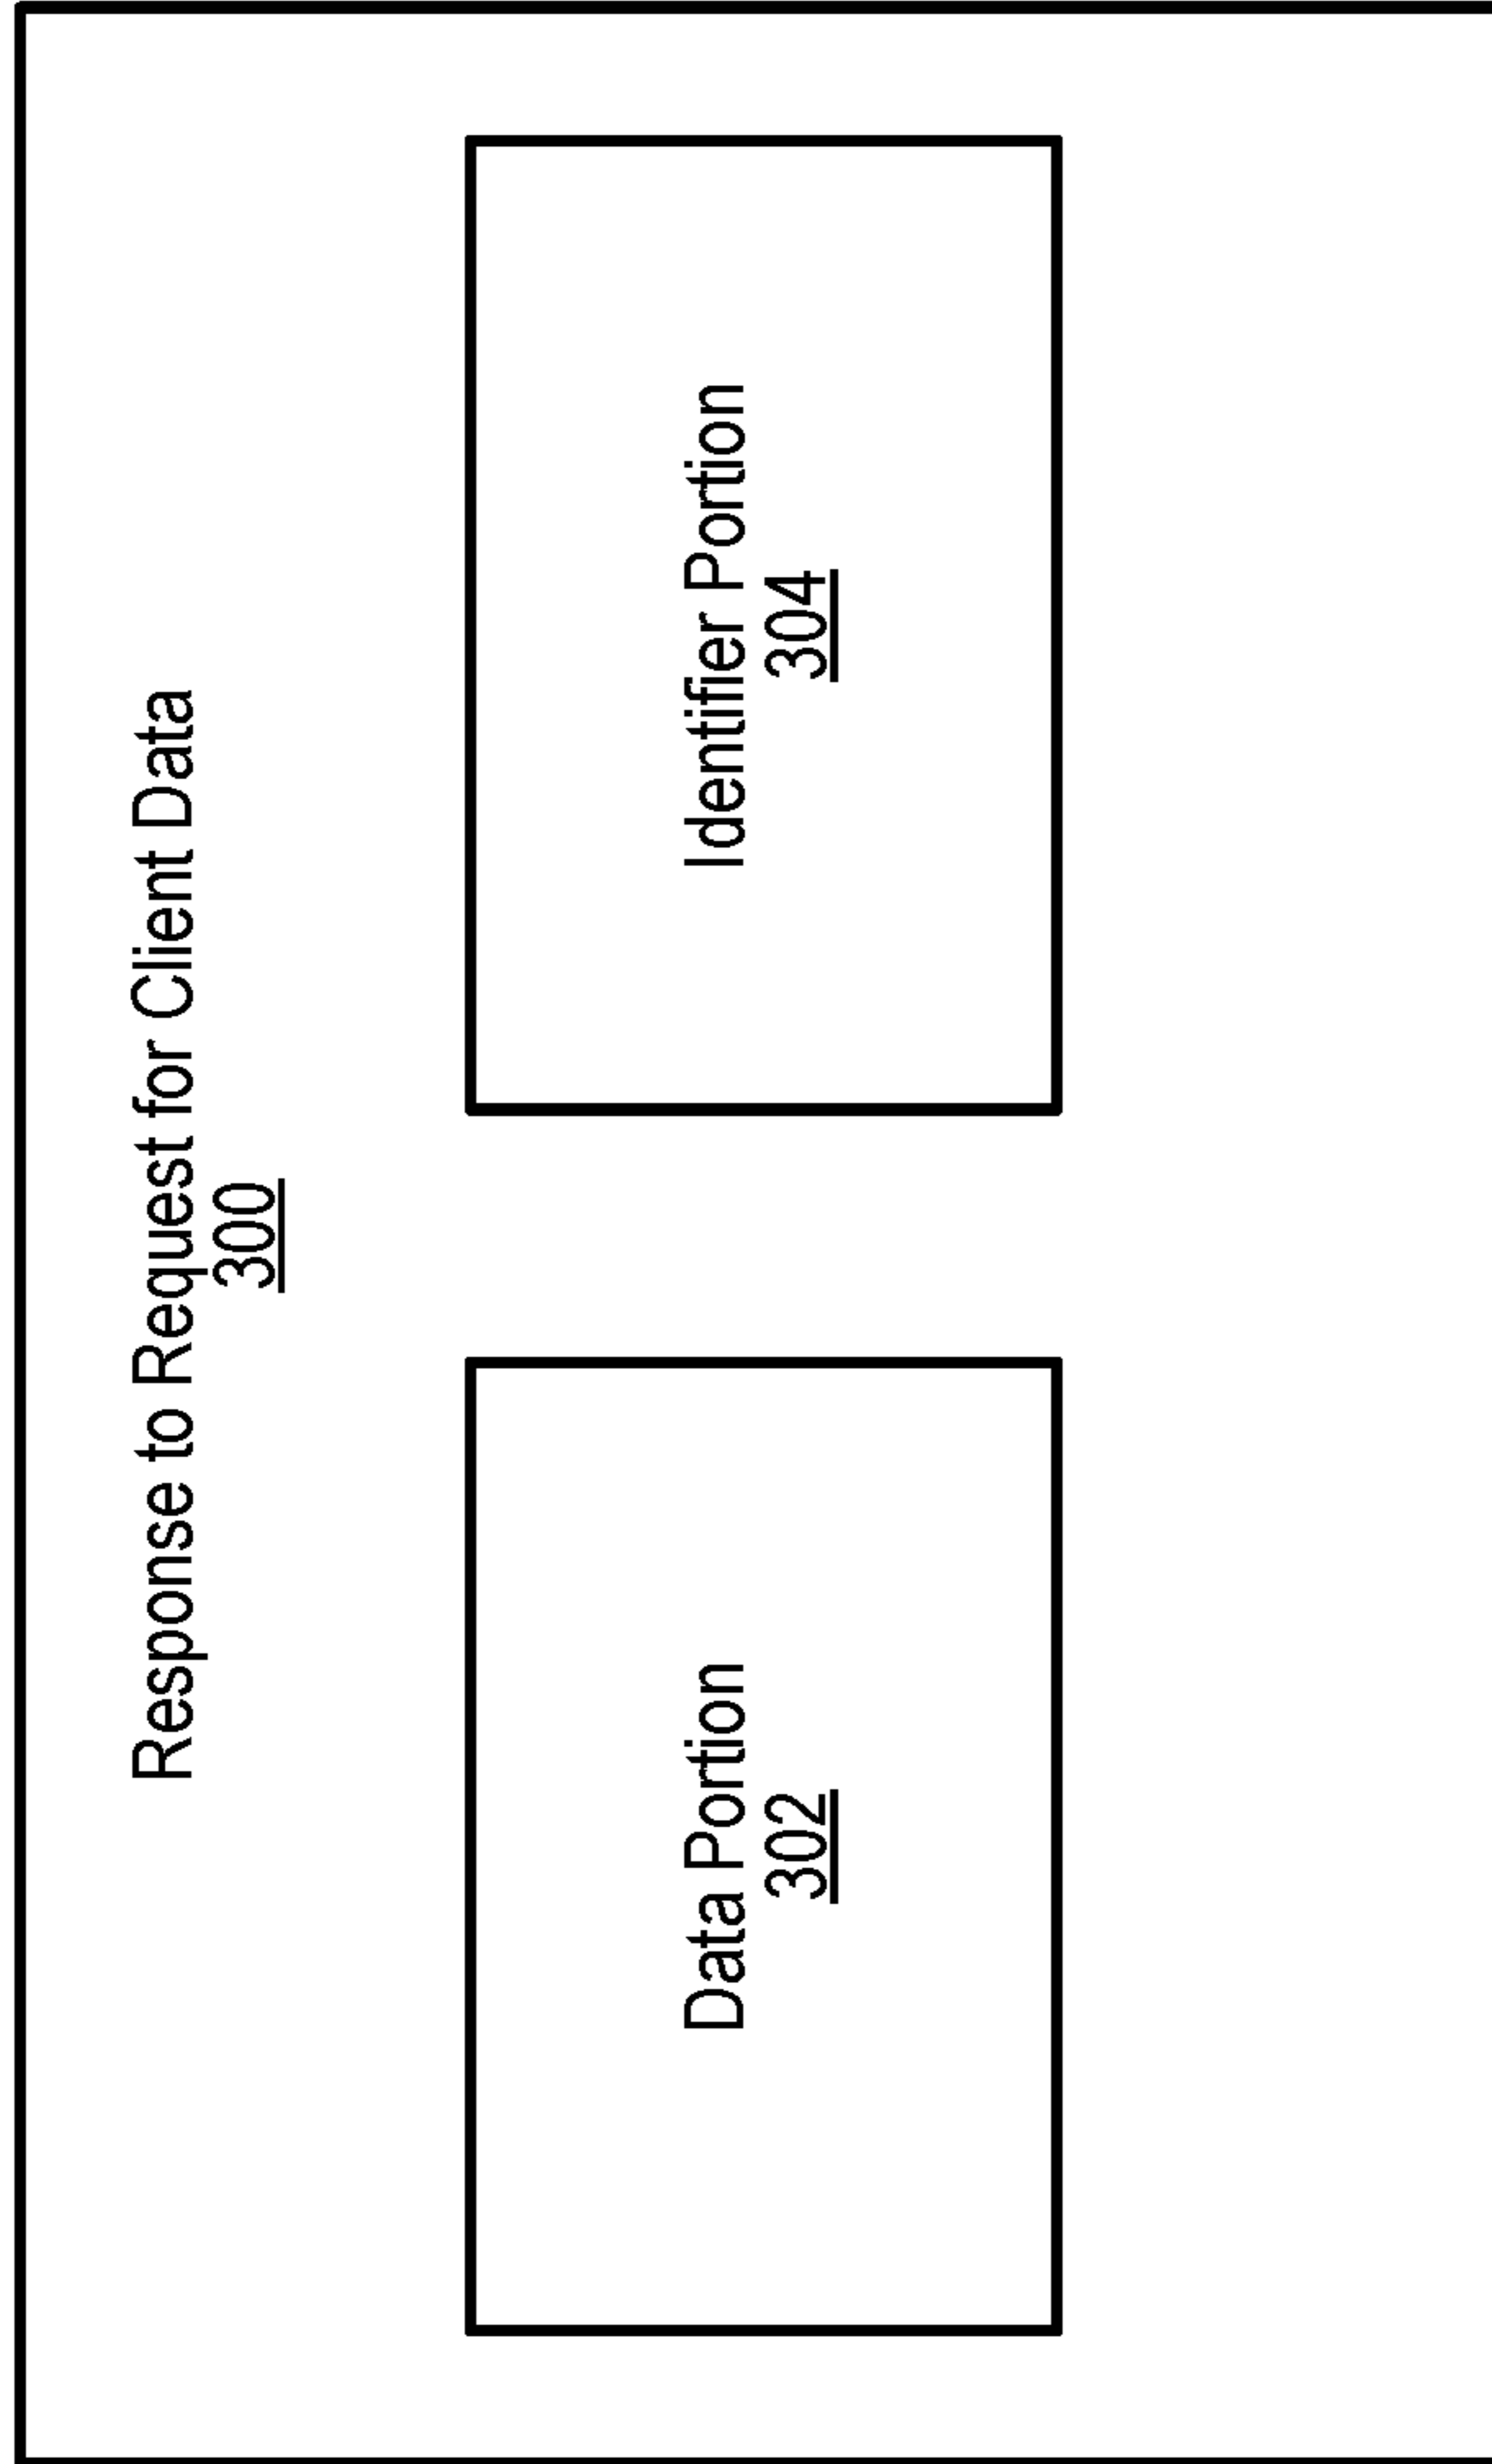 Response to Request for Client Data
300
Data Portion
302
Identifier Portion
304